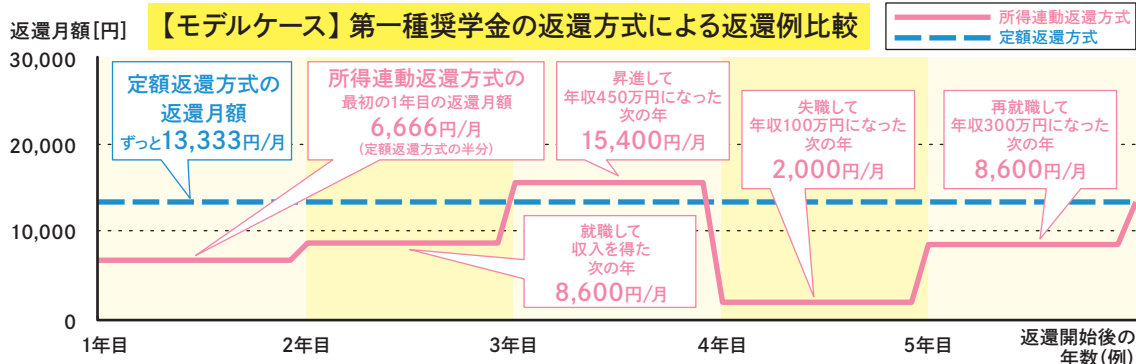 【モデルケース】第一種奨学金の返還方式による返還例比較
所得連動返還方式
定額返還方式
返還月額[円]
30,000
20,000
10,000
0
定額返還方式の
返還月額
ずっと13,333円/月
所得連動返還方式の
最初の1年目の返還月額
6,666円/月
(定額返還方式の半分)
就職して
収入を得た
次の年
8,600円/月
昇進して
年収450万円になった
次の年
15,400円/月
失職して
年収100万円になった
次の年
2,000円/月
再就職して
年収300万円になった
次の年
8,600円/月
1年目
2年目
3年目
4年目
5年目
返還開始後の
年数(例)